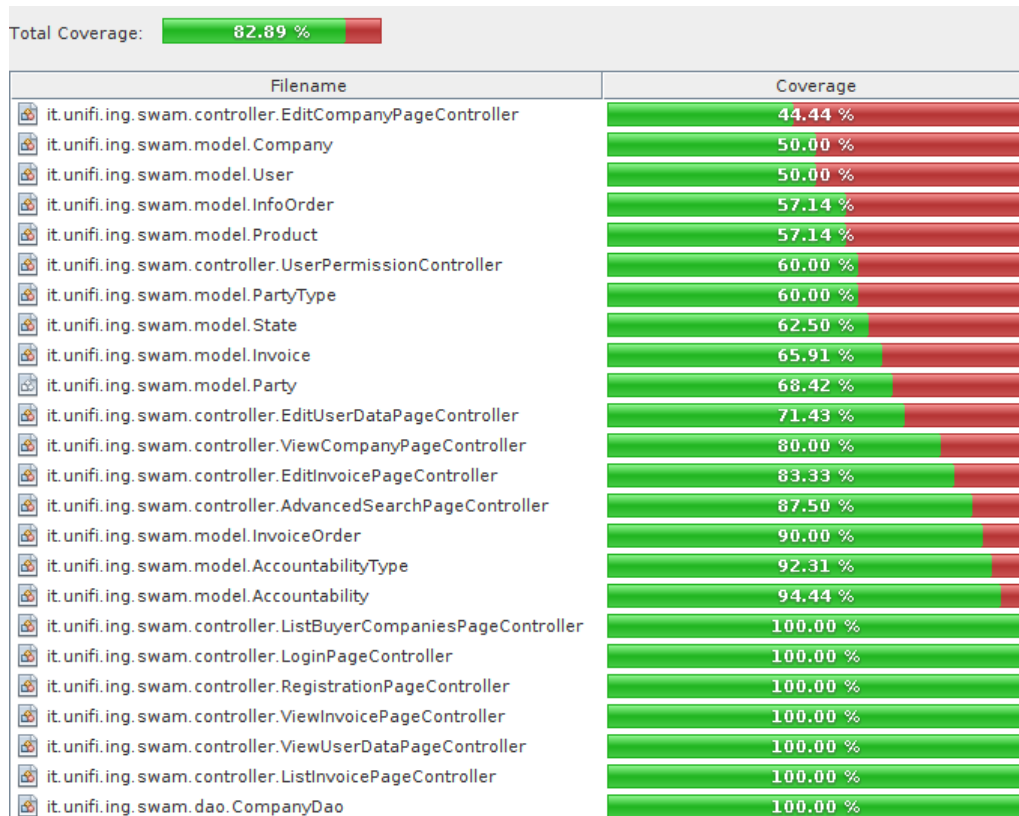 Total Coverage: 82.89 %
Filename Coverage
it.unifi.ing.swam.controller.EditCompanyPageController 44.44 %
it.unifi.ing.swam.model.Company 50.00 %
it.unifi.ing.swam.model.User 50.00 %
it.unifi.ing.swam.model.InfoOrder 57.14 %
it.unifi.ing.swam.model.Product 57.14 %
it.unifi.ing.swam.controller.UserPermissionController 60.00 %
it.unifi.ing.swam.model.PartyType 60.00 %
it.unifi.ing.swam.model.State 62.50 %
it.unifi.ing.swam.model.Invoice 65.91 %
it.unifi.ing.swam.model.Party 68.42 %
it.unifi.ing.swam.controller.EditUserDataPageController 71.43 %
it.unifi.ing.swam.controller.ViewCompanyPageController 80.00 %
it.unifi.ing.swam.controller.EditInvoicePageController 83.33 %
it.unifi.ing.swam.controller.AdvancedSearchPageController 87.50 %
it.unifi.ing.swam.model.InvoiceOrder 90.00 %
it.unifi.ing.swam.model.AccountabilityType 92.31 %
it.unifi.ing.swam.model.Accountability 94.44 %
it.unifi.ing.swam.controller.ListBuyerCompaniesPageController 100.00 %
it.unifi.ing.swam.controller.LoginPageController 100.00 %
it.unifi.ing.swam.controller.RegistrationPageController 100.00 %
it.unifi.ing.swam.controller.ViewInvoicePageController 100.00 %
it.unifi.ing.swam.controller.ViewUserDataPageController 100.00 %
it.unifi.ing.swam.controller.ListInvoicePageController 100.00 %
it.unifi.ing.swam.dao.CompanyDao 100.00 %